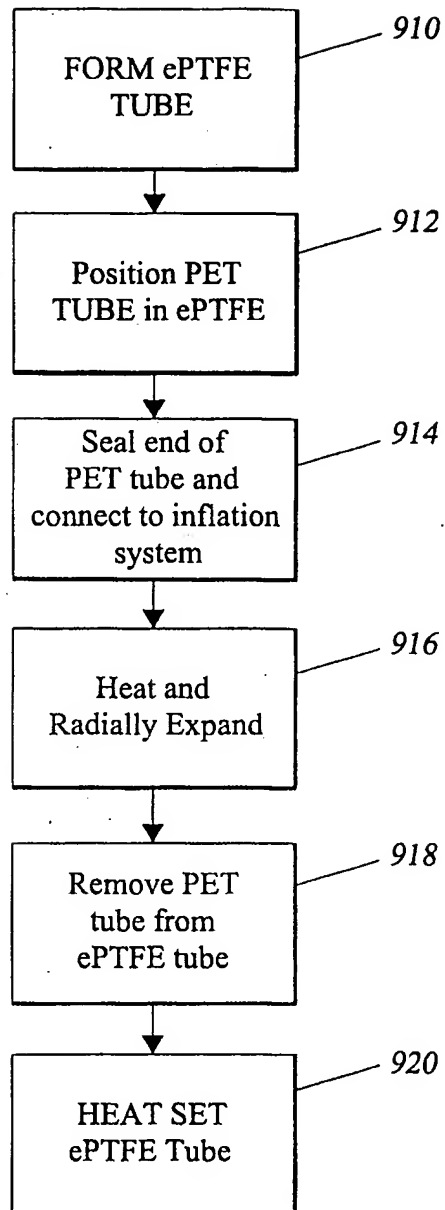 FORM ePTFE
TUBE
910
Position PET
TUBE in ePTFE
912
Seal end of
PET tube and
connect to inflation
system
914
Heat and
Radially Expand
916
Remove PET
tube from
ePTFE tube
918
HEAT SET
ePTFE Tube
920